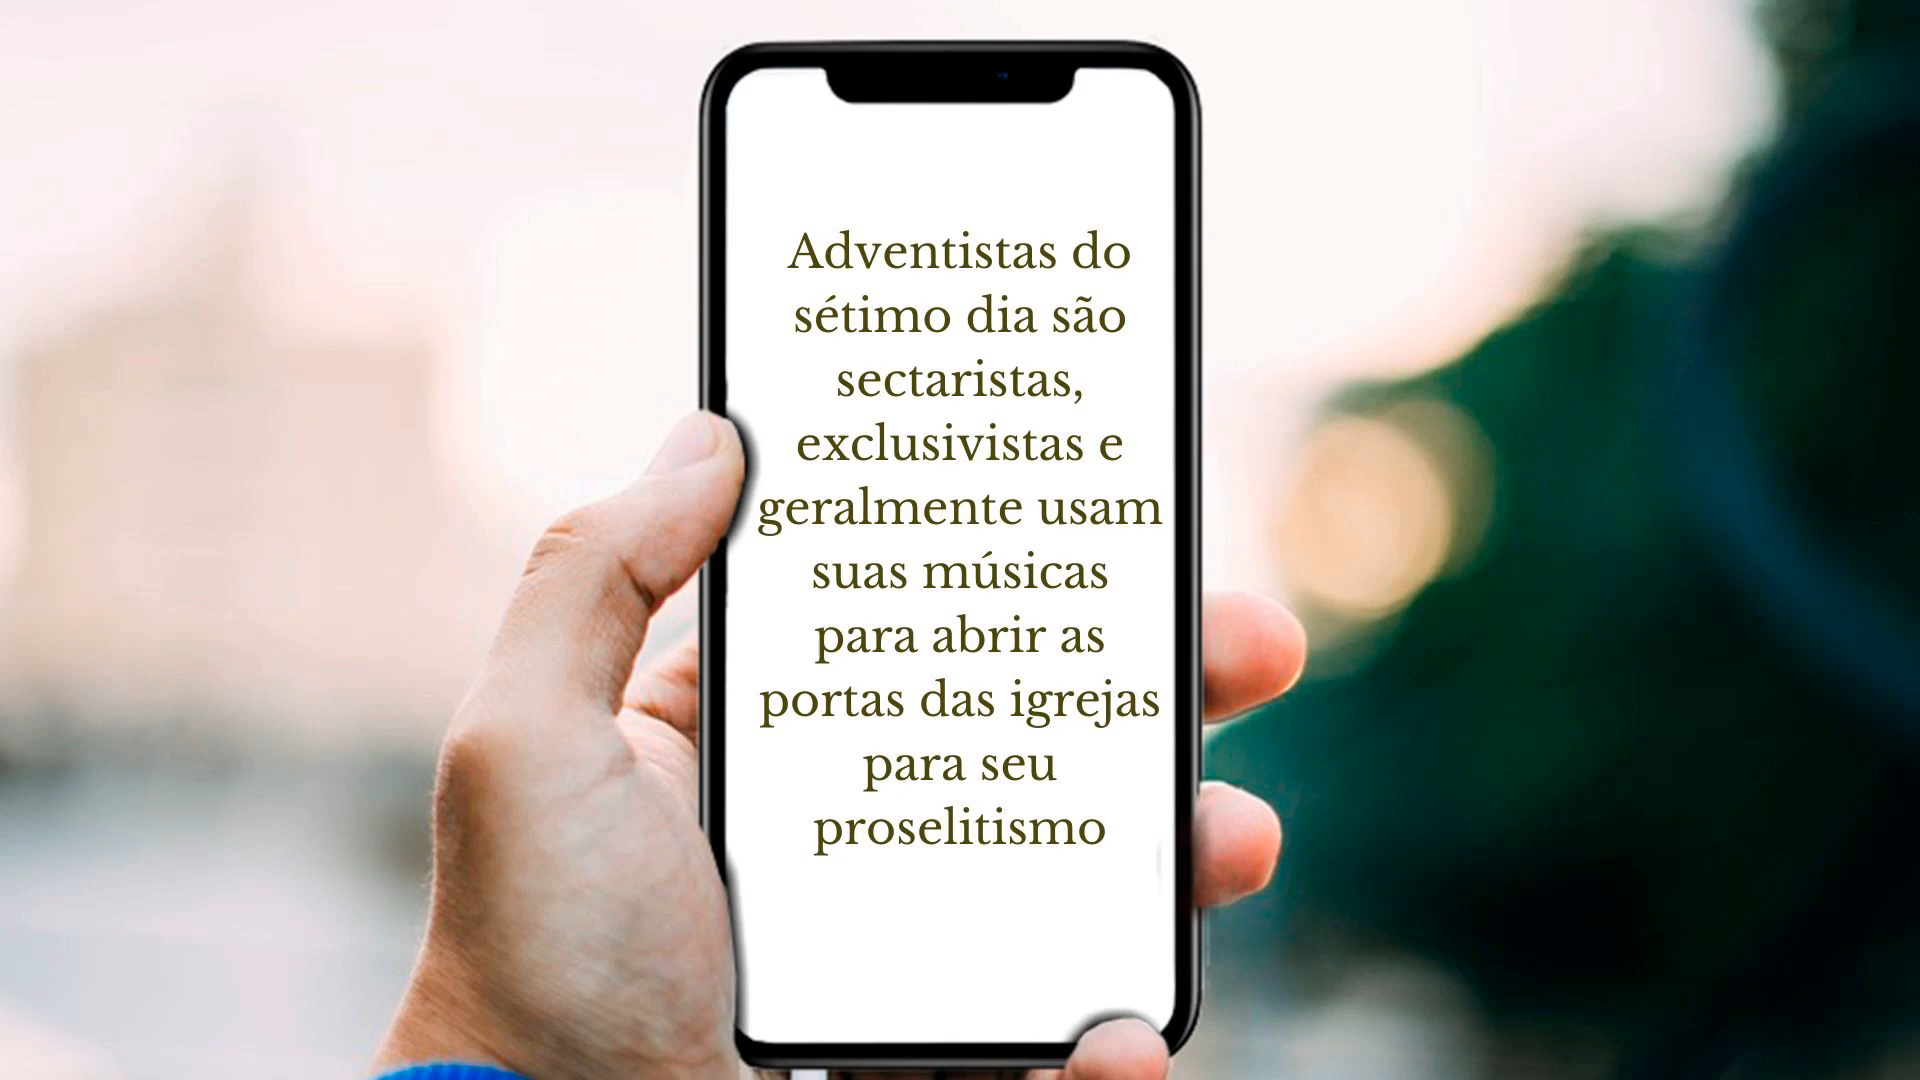 Adventistas do
sétimo dia são
sectaristas,
exclusivistas e
geralmente usam
suas músicas
para abrir as
portas das igrejas
para seu
proselitismo